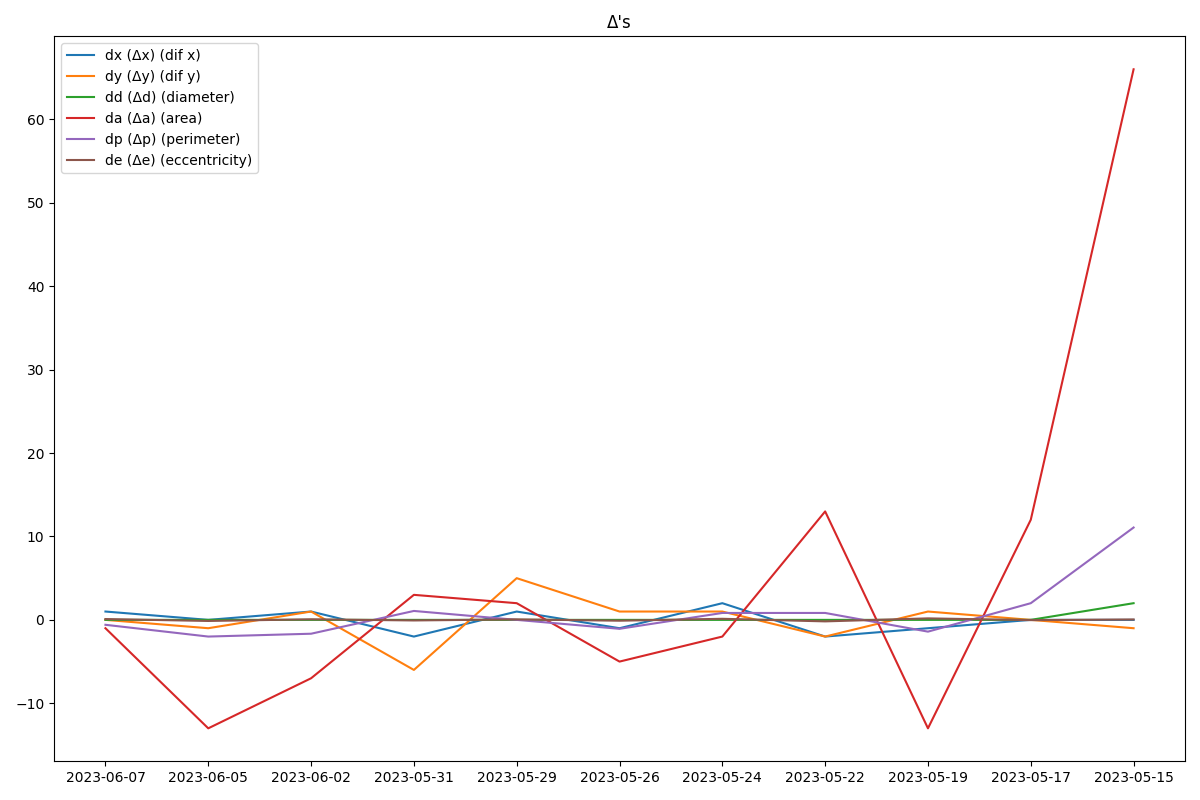 Δ's
dx (Δx) (dif x)
dy (Δy) (dif y)
dd (Δd) (diameter)
da (Δa) (area)
dp (Δp) (perimeter)
de (Δe) (eccentricity)
60
50
40
30
20
10
0
−10
2023-06-07 2023-06-05 2023-06-02 2023-05-31 2023-05-29 2023-05-26 2023-05-24 2023-05-22 2023-05-19 2023-05-17 2023-05-15